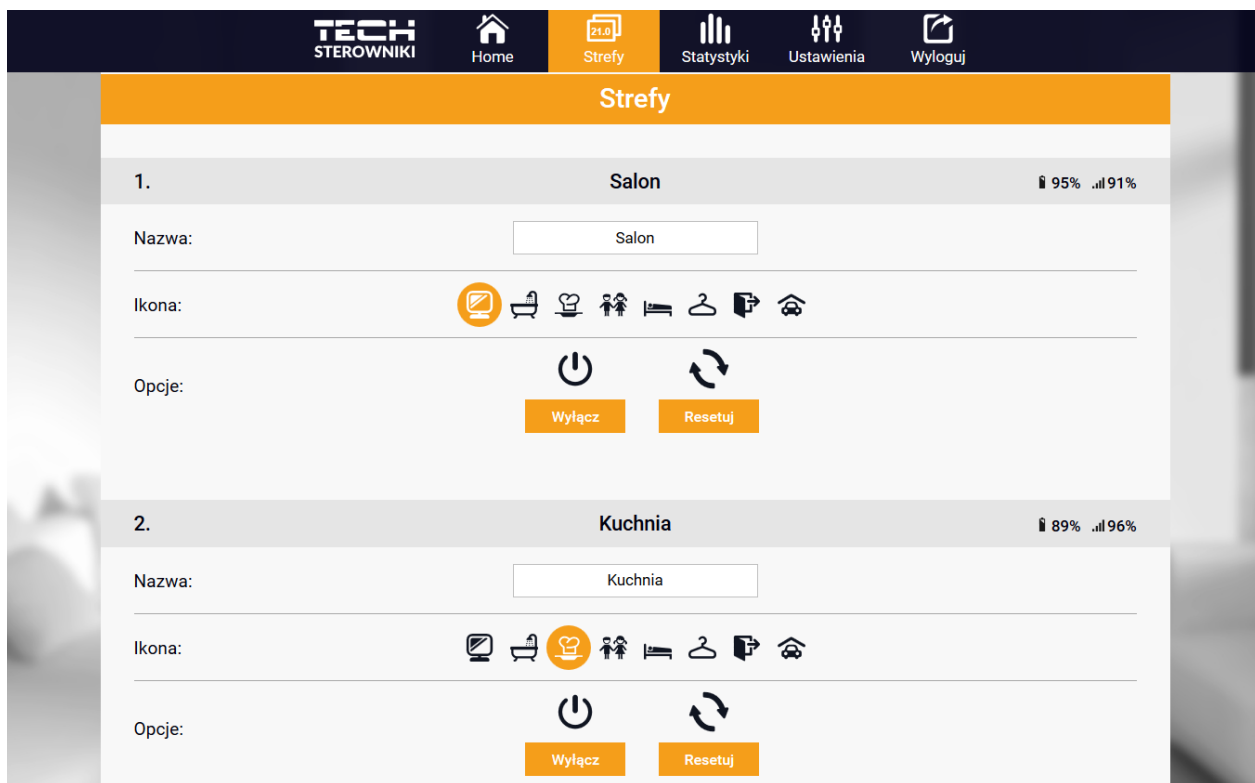 TECH
STEROWNIKI
Home
21.0
Strefy
Statystyki
Ustawienia
Wyloguj
Strefy
1. Salon 95% 91%
Nazwa: Salon
Ikona:
Opcje:
Wyłącz Resetuj
2. Kuchnia 89% 96%
Nazwa: Kuchnia
Ikona:
Opcje:
Wyłącz Resetuj